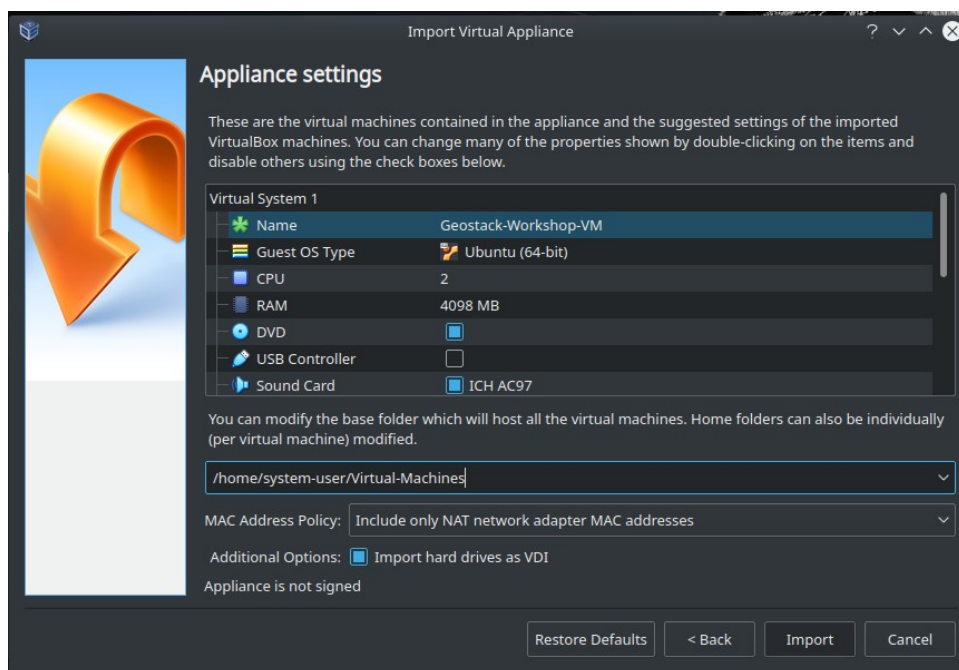 Import Virtual Appliance
?
Appliance settings
These are the virtual machines contained in the appliance and the suggested settings of the imported
VirtualBox machines. You can change many of the properties shown by double-clicking on the items and
disable others using the check boxes below.
Virtual System 1
Name Geostack-Workshop-VM
Guest OS Type Ubuntu (64-bit)
CPU 2
RAM 4098 MB
DVD
USB Controller
Sound Card ICH AC97
You can modify the base folder which will host all the virtual machines. Home folders can also be individually
(per virtual machine) modified.
/home/system-user/Virtual-Machines
MAC Address Policy: Include only NAT network adapter MAC addresses
Additional Options: Import hard drives as VDI
Appliance is not signed
Restore Defaults < Back Import Cancel